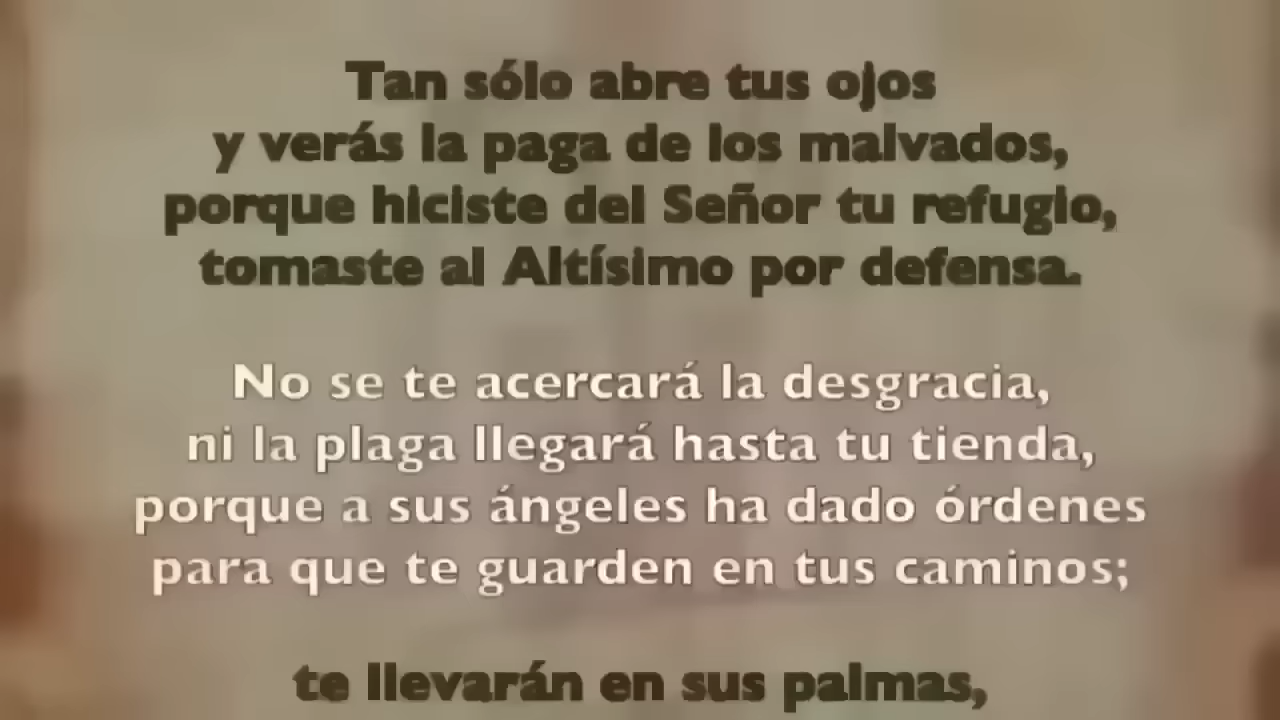 Tan sólo abre tus ojos
y verás la paga de los malvados,
porque hiciste del Señor tu refugio,
tomaste al Altísimo por defensa.
No se te acercará la desgracia,
ni la plaga llegará hasta tu tienda,
porque a sus ángeles ha dado órdenes
para que te guarden en tus caminos;
te llevarán en sus palmas,